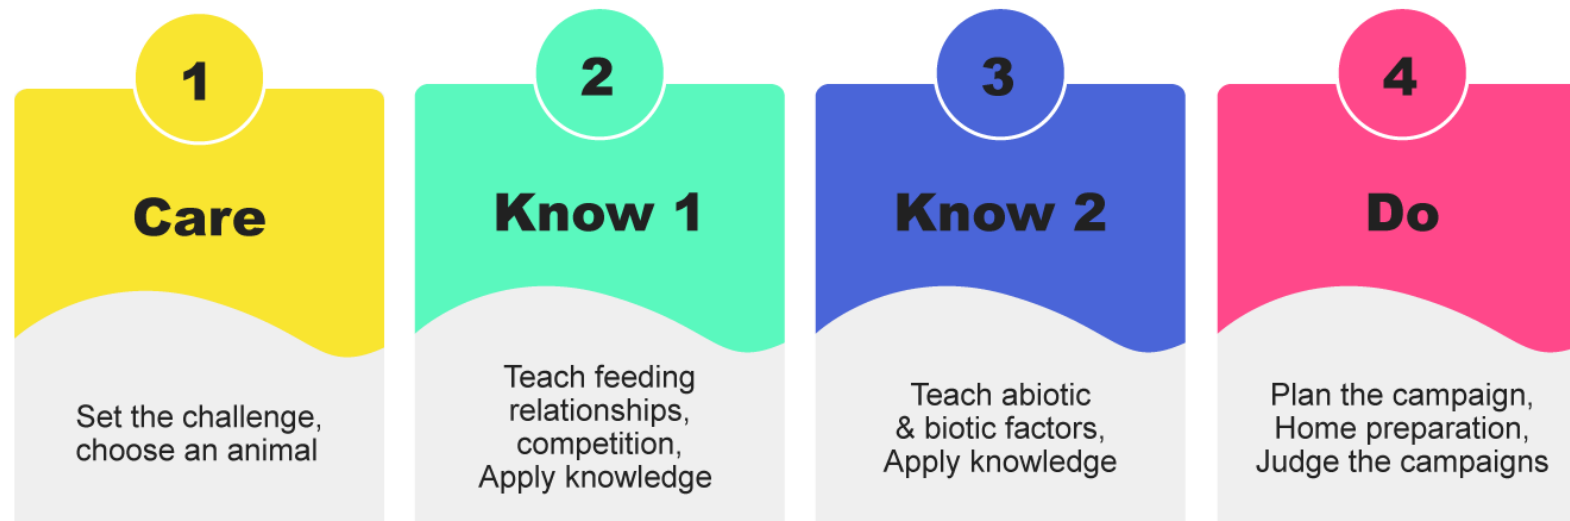 1
Care
Set the challenge,
choose an animal
2
Know 1
Teach feeding
relationships,
competition,
Apply knowledge
3
Know 2
Teach abiotic
& biotic factors,
Apply knowledge
4
Do
Plan the campaign,
Home preparation,
Judge the campaigns